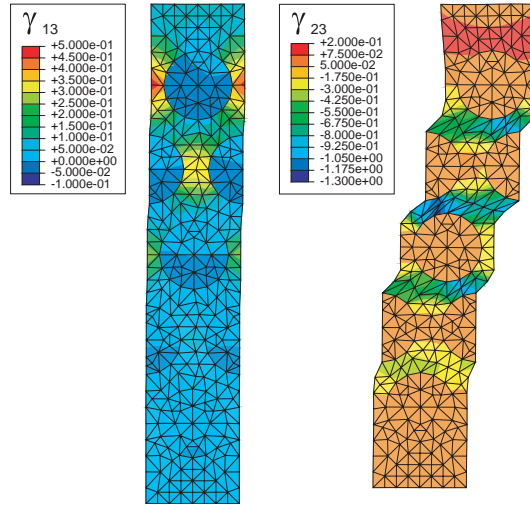 γ 13
+5.000e-01
+4.500e-01
+4.000e-01
+3.500e-01
+3.000e-01
+2.500e-01
+2.000e-01
+1.500e-01
+1.000e-01
+5.000e-02
+0.000e+00
-5.000e-02
-1.000e-01
γ 23
+2.000e-01
+7.500e-02
5.000e-02
-1.750e-01
-3.000e-01
-4.250e-01
-5.500e-01
-6.750e-01
-8.000e-01
-9.250e-01
-1.050e+00
-1.175e+00
-1.300e+00